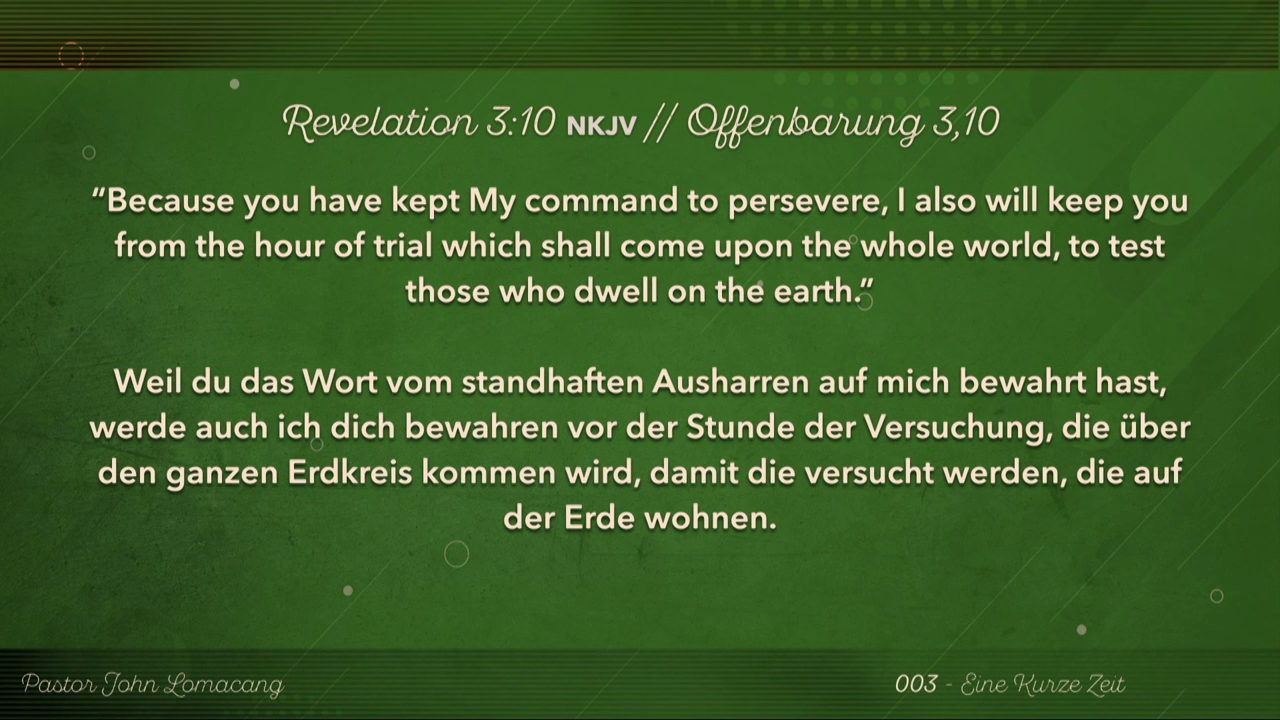 Revelation 3:10 NKJV // Offenbarung 3,10
“Because you have kept My command to persevere, I also will keep you
from the hour of trial which shall come upon the whole world, to test
those who dwell on the earth.”
Weil du das Wort vom standhaften Ausharren auf mich bewahrt hast,
werde auch ich dich bewahren vor der Stunde der Versuchung, die über
den ganzen Erdkreis kommen wird, damit die versucht werden, die auf
der Erde wohnen.
Pastor John Lomacang
003 - Eine Kurze Zeit